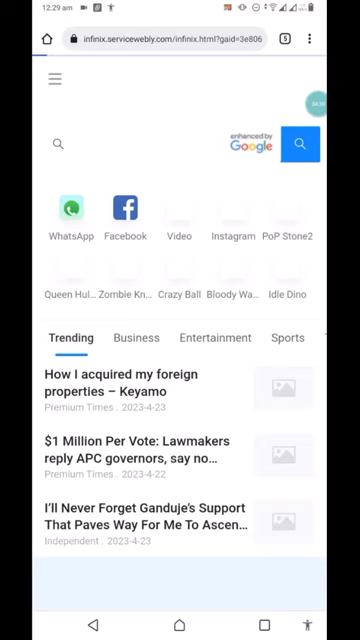 12:29 am
infinix.servicewebly.com/infinix.html?gaid=3e806
5
enhanced by
Google
WhatsApp
Facebook
Video
Instagram
PoP Stone2
Queen Hul...
Zombie Kn...
Crazy Ball
Bloody Wa...
Idle Dino
Trending
Business
Entertainment
Sports
How I acquired my foreign
properties – Keyamo
Premium Times . 2023-4-23
$1 Million Per Vote: Lawmakers
reply APC governors, say no...
Premium Times . 2023-4-22
I'll Never Forget Ganduje's Support
That Paves Way For Me To Ascen...
Independent . 2023-4-23